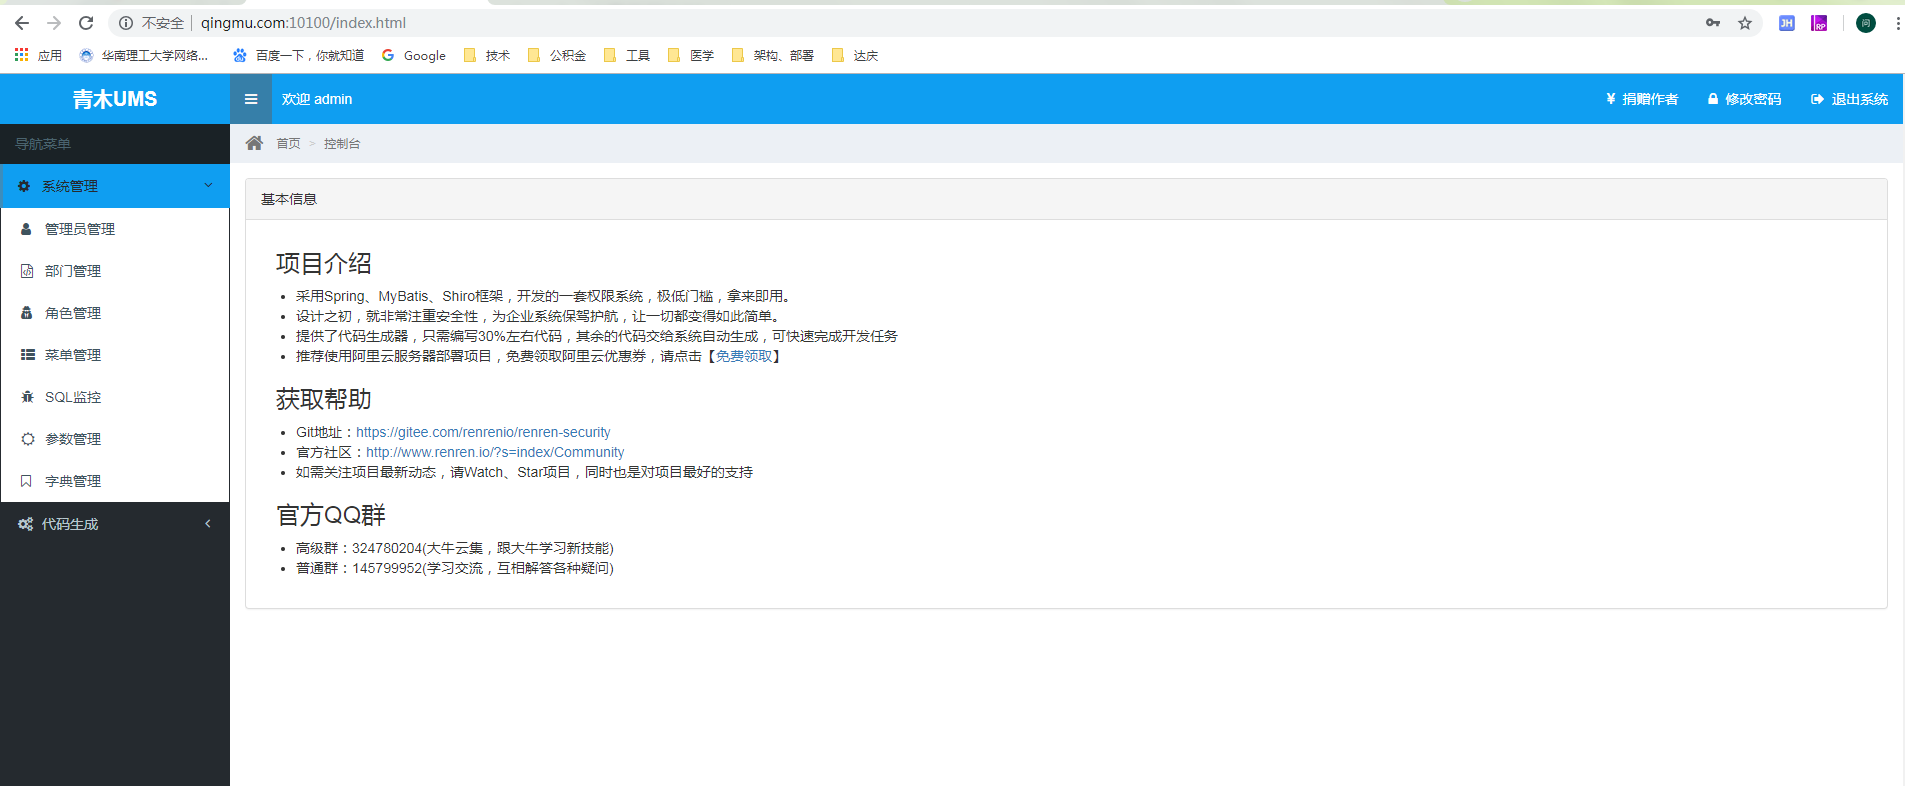 不安全 qingmu.com:10100/index.html
应用 华南理工大学网络... 百度一下，你就知道 Google 技术 公积金 工具 医学 架构、部署 达庆
青木UMS 欢迎 admin ¥ 捐赠作者 修改密码 退出系统
导航菜单
首页 > 控制台
系统管理
管理员管理
部门管理
角色管理
菜单管理
SQL监控
参数管理
字典管理
代码生成
基本信息
项目介绍
采用Spring、MyBatis、Shiro框架，开发的一套权限系统，极低门槛，拿来即用。
设计之初，就非常注重安全性，为企业系统保驾护航，让一切都变得如此简单。
提供了代码生成器，只需编写30%左右代码，其余的代码交给系统自动生成，可快速完成开发任务
推荐使用阿里云服务器部署项目，免费领取阿里云优惠券，请点击【免费领取】
获取帮助
Git地址：https://gitee.com/renrenio/renren-security
官方社区：http://www.renren.io/?s=index/Community
如需关注项目最新动态，请Watch、Star项目，同时也是对项目最好的支持
官方QQ群
高级群：324780204(大牛云集，跟大牛学习新技能)
普通群：145799952(学习交流，互相解答各种疑问)
JH
RP
问